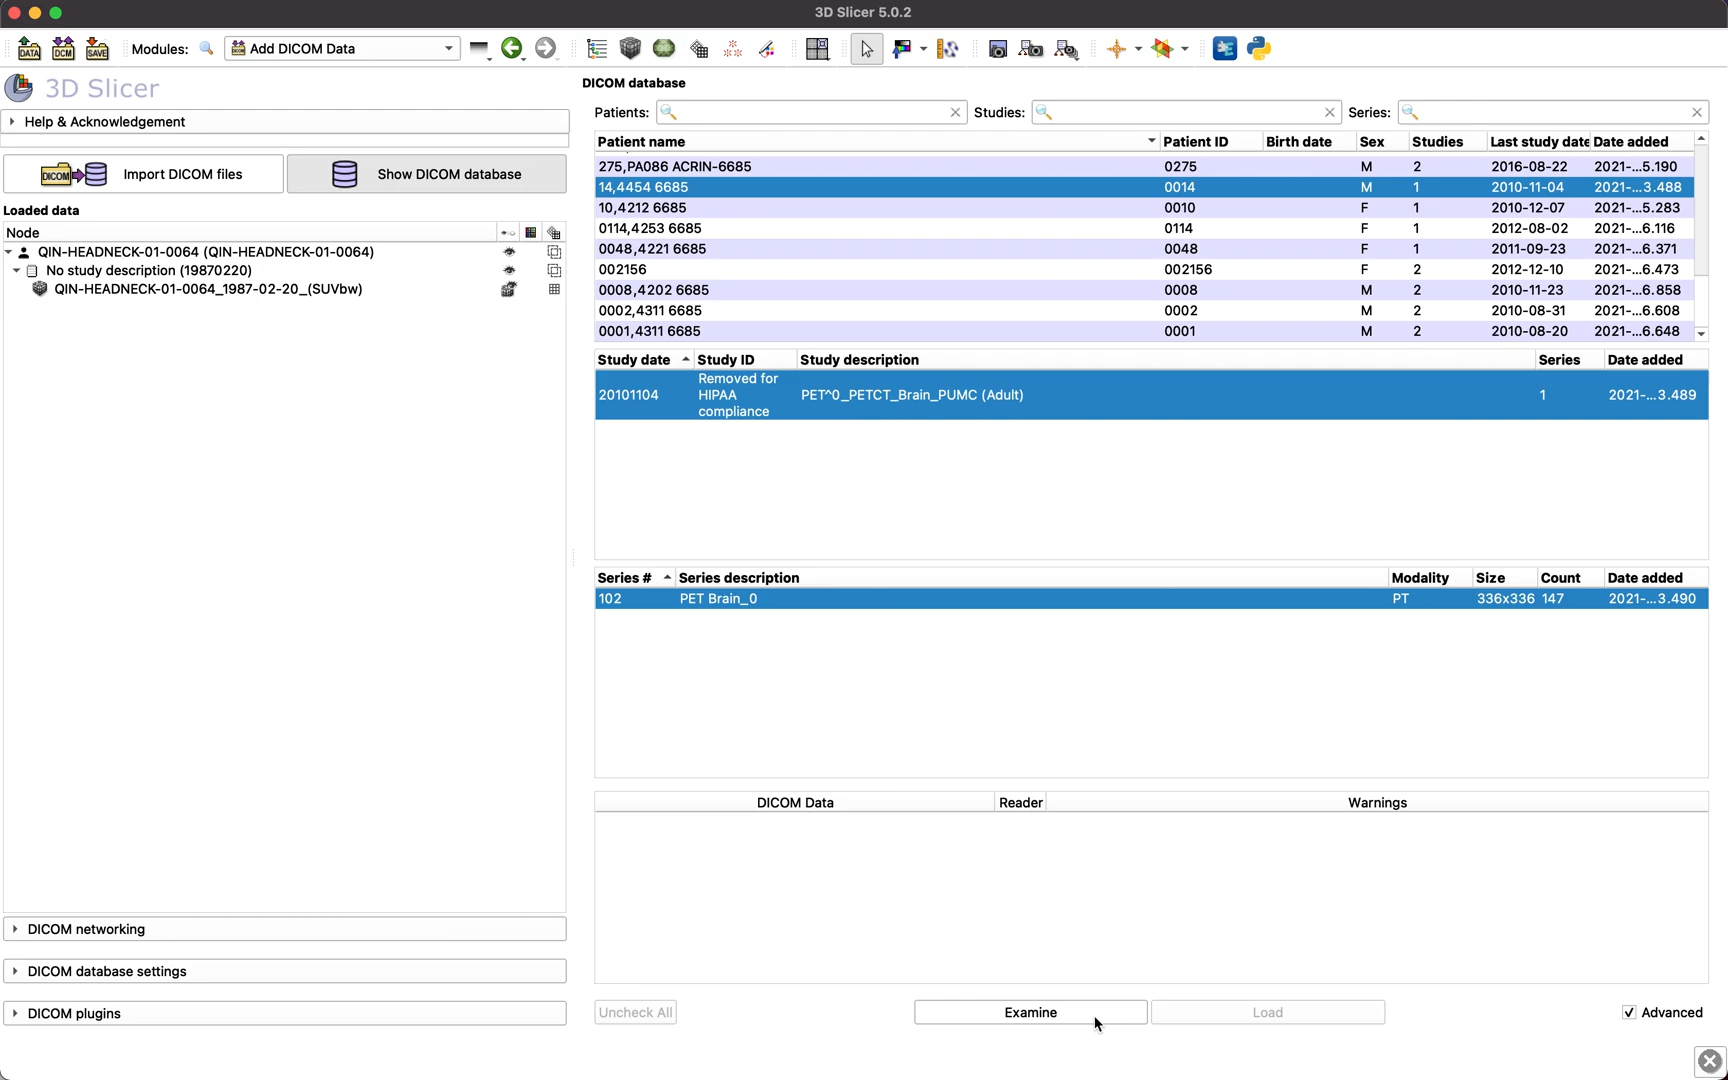 3D Slicer 5.0.2
DATA DCM SAVE Modules: Add DICOM Data
3D Slicer
Help & Acknowledgement
Import DICOM files Show DICOM database
Loaded data
Node
QIN-HEADNECK-01-0064 (QIN-HEADNECK-01-0064)
No study description (19870220)
QIN-HEADNECK-01-0064_1987-02-20_(SUVbw)
DICOM networking
DICOM database settings
DICOM plugins
DICOM database
Patients: Studies: Series:
Patient name Patient ID Birth date Sex Studies Last study date Date added
275,PA086 ACRIN-6685 0275 M 2 2016-08-22 2021-...5.190
14,4454 6685 0014 M 1 2010-11-04 2021-...3.488
10,4212 6685 0010 F 1 2010-12-07 2021-...5.283
0114,4253 6685 0114 F 1 2012-08-02 2021-...6.116
0048,4221 6685 0048 F 1 2011-09-23 2021-...6.371
002156 002156 F 2 2012-12-10 2021-...6.473
0008,4202 6685 0008 M 2 2010-11-23 2021-...6.858
0002,4311 6685 0002 M 2 2010-08-31 2021-...6.608
0001,4311 6685 0001 M 2 2010-08-20 2021-...6.648
Study date Study ID Study description Series Date added
20101104 Removed for HIPAA compliance PET^0_PETCT_Brain_PUMC (Adult) 1 2021-...3.489
Series # Series description Modality Size Count Date added
102 PET Brain_0 PT 336x336 147 2021-...3.490
DICOM Data Reader Warnings
Uncheck All Examine Load Advanced